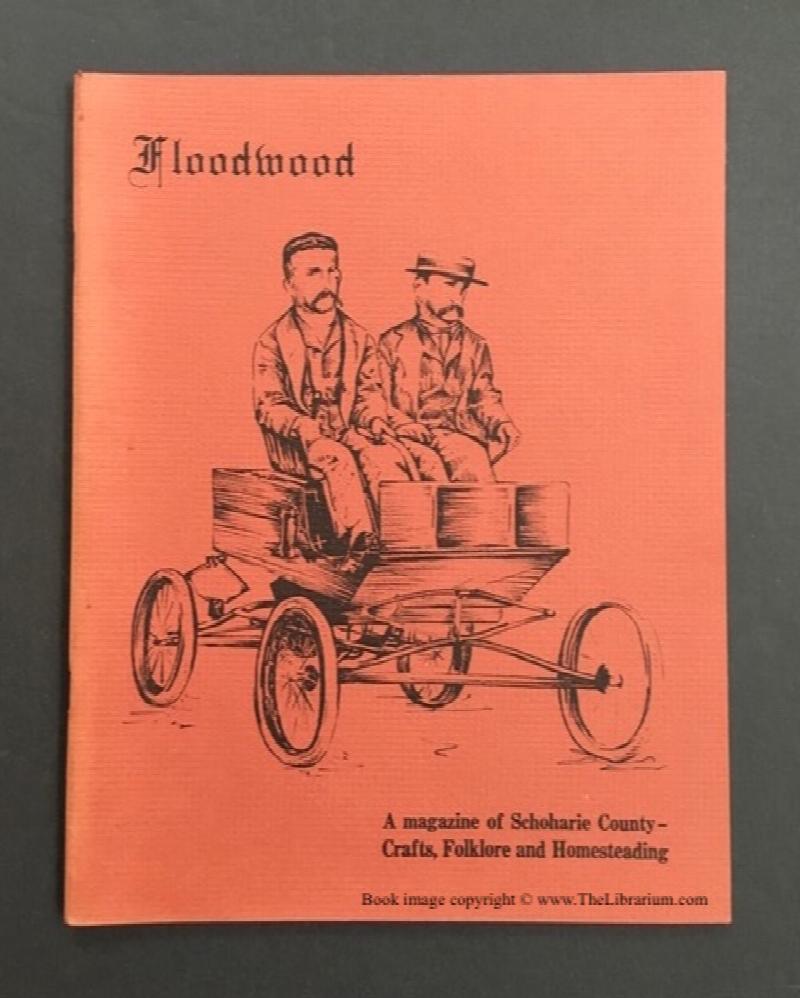 Floodwood
A magazine of Schoharie County–
Crafts, Folklore and Homesteading
Book image copyright © www.TheLibrarium.com